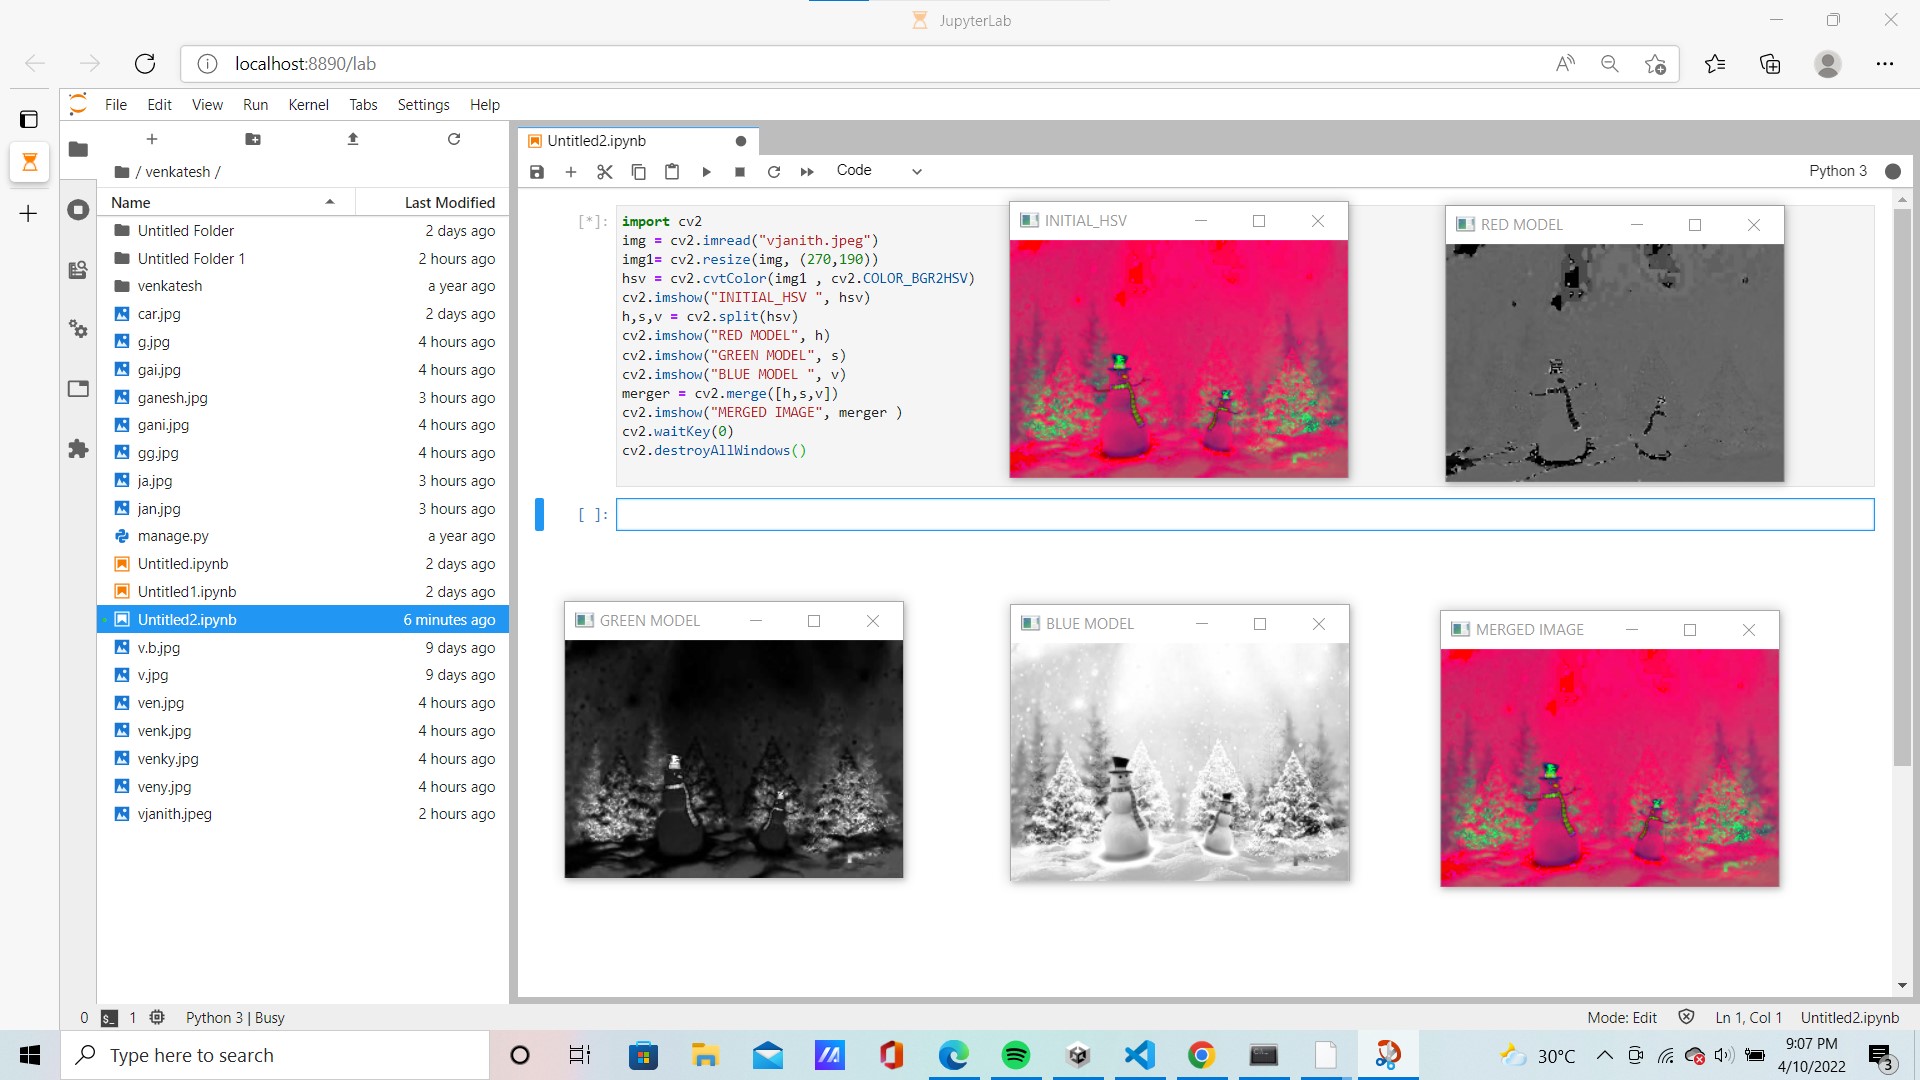 JupyterLab
localhost:8890/lab
File Edit View Run Kernel Tabs Settings Help
/ venkatesh /
Name Last Modified
Untitled Folder 2 days ago
Untitled Folder 1 2 hours ago
venkatesh a year ago
car.jpg 2 days ago
g.jpg 4 hours ago
gai.jpg 4 hours ago
ganesh.jpg 3 hours ago
gani.jpg 4 hours ago
gg.jpg 4 hours ago
ja.jpg 3 hours ago
jan.jpg 3 hours ago
manage.py a year ago
Untitled.ipynb 2 days ago
Untitled1.ipynb 2 days ago
Untitled2.ipynb 6 minutes ago
v.b.jpg 9 days ago
v.jpg 9 days ago
ven.jpg 4 hours ago
venk.jpg 4 hours ago
venky.jpg 4 hours ago
veny.jpg 4 hours ago
vjanith.jpeg 2 hours ago
Untitled2.ipynb
Code
Python 3
[*]:
import cv2
img = cv2.imread("vjanith.jpeg")
img1= cv2.resize(img, (270,190))
hsv = cv2.cvtColor(img1 , cv2.COLOR_BGR2HSV)
cv2.imshow("INITIAL_HSV ", hsv)
h,s,v = cv2.split(hsv)
cv2.imshow("RED MODEL", h)
cv2.imshow("GREEN MODEL", s)
cv2.imshow("BLUE MODEL ", v)
merger = cv2.merge([h,s,v])
cv2.imshow("MERGED IMAGE", merger )
cv2.waitKey(0)
cv2.destroyAllWindows()
INITIAL_HSV
RED MODEL
[ ]:
GREEN MODEL
BLUE MODEL
MERGED IMAGE
0 $_ 1 Python 3 | Busy
Mode: Edit Ln 1, Col 1 Untitled2.ipynb
Type here to search
30°C
9:07 PM
4/10/2022
3